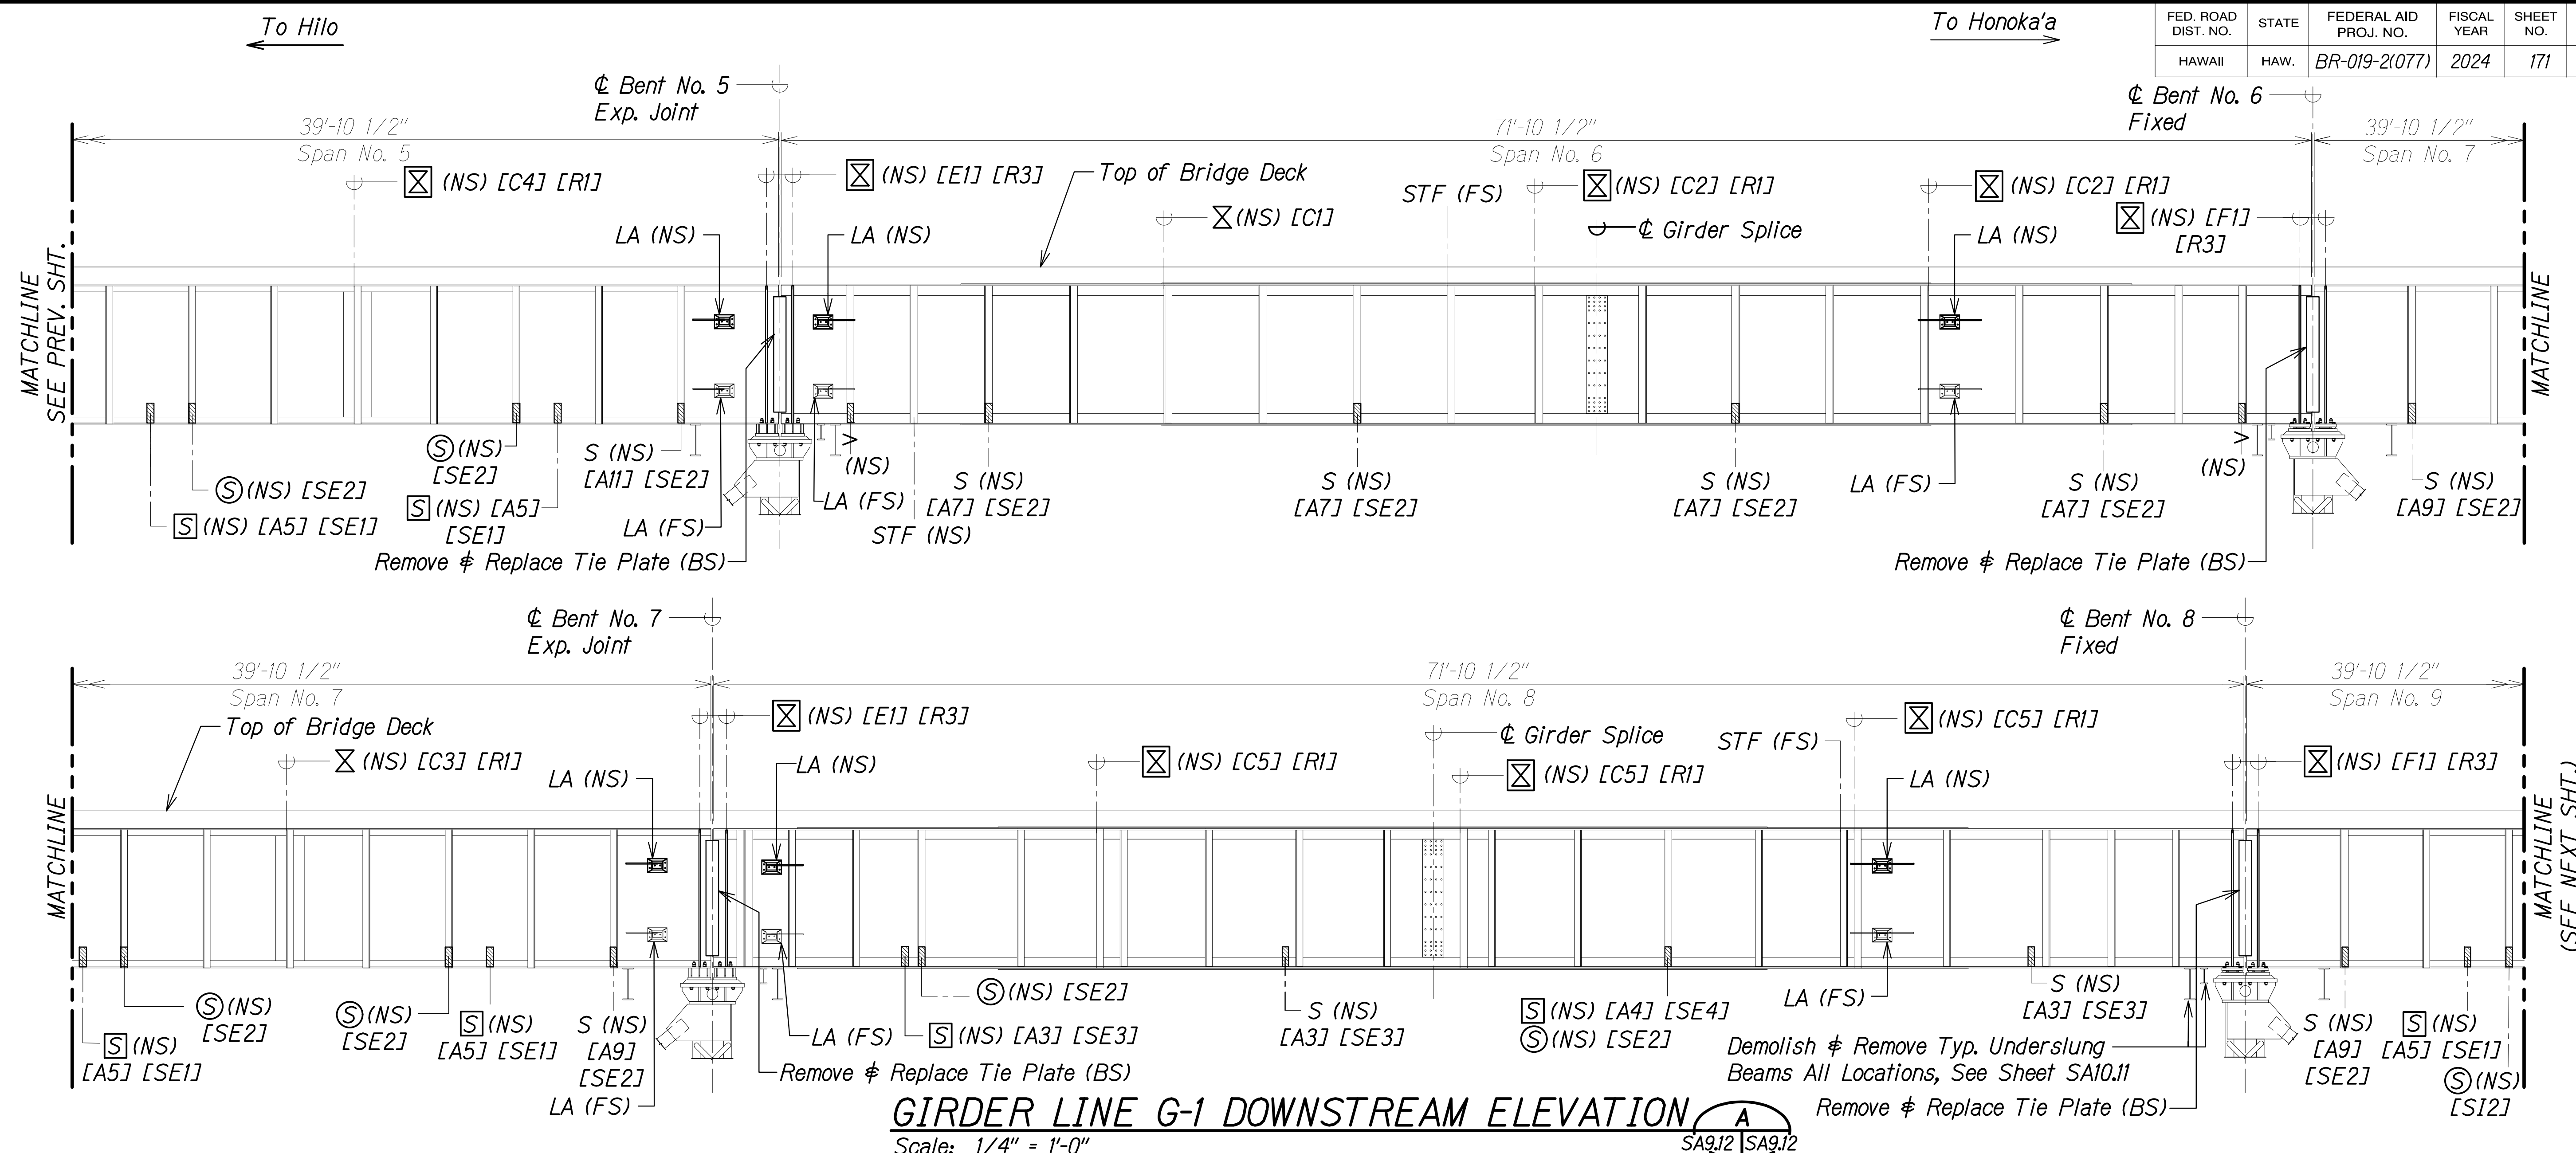 To Hilo
To Honoka'a
FED. ROAD DIST. NO.
STATE
FEDERAL AID PROJ. NO.
FISCAL YEAR
SHEET NO.
HAWAII
HAW.
BR-019-2(077)
2024
171
℄ Bent No. 5
Exp. Joint
℄ Bent No. 6
Fixed
39'-10 1/2"
Span No. 5
71'-10 1/2"
Span No. 6
39'-10 1/2"
Span No. 7
(NS) [C4] [R1]
(NS) [E1] [R3]
Top of Bridge Deck
(NS) [C1]
STF (FS)
(NS) [C2] [R1]
℄ Girder Splice
(NS) [C2] [R1]
(NS) [F1]
[R3]
LA (NS)
LA (NS)
LA (NS)
MATCHLINE
SEE PREV. SHT.
MATCHLINE
S (NS) [SE2]
S (NS) [A5] [SE1]
S (NS)
[SE2]
S (NS) [A5]
[SE1]
S (NS)
[A11] [SE2]
LA (FS)
V
(NS)
LA (FS)
STF (NS)
S (NS)
[A7] [SE2]
S (NS)
[A7] [SE2]
S (NS)
[A7] [SE2]
LA (FS)
S (NS)
[A7] [SE2]
V
(NS)
S (NS)
[A9] [SE2]
Remove & Replace Tie Plate (BS)
Remove & Replace Tie Plate (BS)
℄ Bent No. 7
Exp. Joint
℄ Bent No. 8
Fixed
39'-10 1/2"
Span No. 7
71'-10 1/2"
Span No. 8
39'-10 1/2"
Span No. 9
Top of Bridge Deck
(NS) [C3] [R1]
(NS) [E1] [R3]
LA (NS)
LA (NS)
(NS) [C5] [R1]
℄ Girder Splice
(NS) [C5] [R1]
STF (FS)
(NS) [C5] [R1]
LA (NS)
(NS) [F1] [R3]
MATCHLINE
MATCHLINE
(SEE NEXT SHT.)
S (NS)
[A5] [SE1]
S (NS)
[SE2]
S (NS)
[SE2]
S (NS)
[A5] [SE1]
S (NS)
[A9]
[SE2]
LA (FS)
LA (FS)
Remove & Replace Tie Plate (BS)
S (NS) [SE2]
S (NS) [A3] [SE3]
S (NS)
[A3] [SE3]
S (NS) [A4] [SE4]
S (NS) [SE2]
LA (FS)
S (NS)
[A3] [SE3]
Demolish & Remove Typ. Underslung
Beams All Locations, See Sheet SA10.11
Remove & Replace Tie Plate (BS)
S (NS)
[A9]
[SE2]
S (NS)
[A5] [SE1]
S (NS)
[SI2]
GIRDER LINE G-1 DOWNSTREAM ELEVATION
A
SA9.12 SA9.12
Scale: 1/4" = 1'-0"